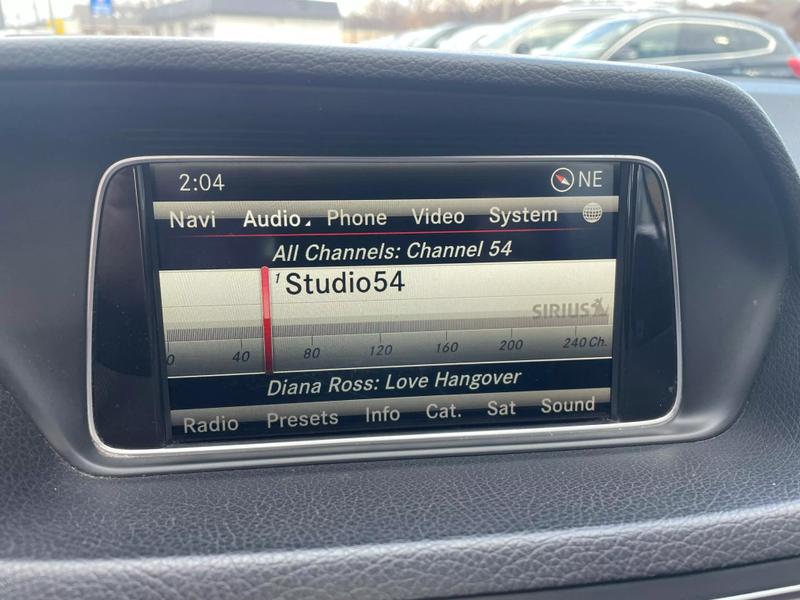 2:04 NE
Navi Audio Phone Video System
All Channels: Channel 54
1 Studio54
SIRIUS
0 40 80 120 160 200 240 Ch.
Diana Ross: Love Hangover
Radio Presets Info Cat. Sat Sound